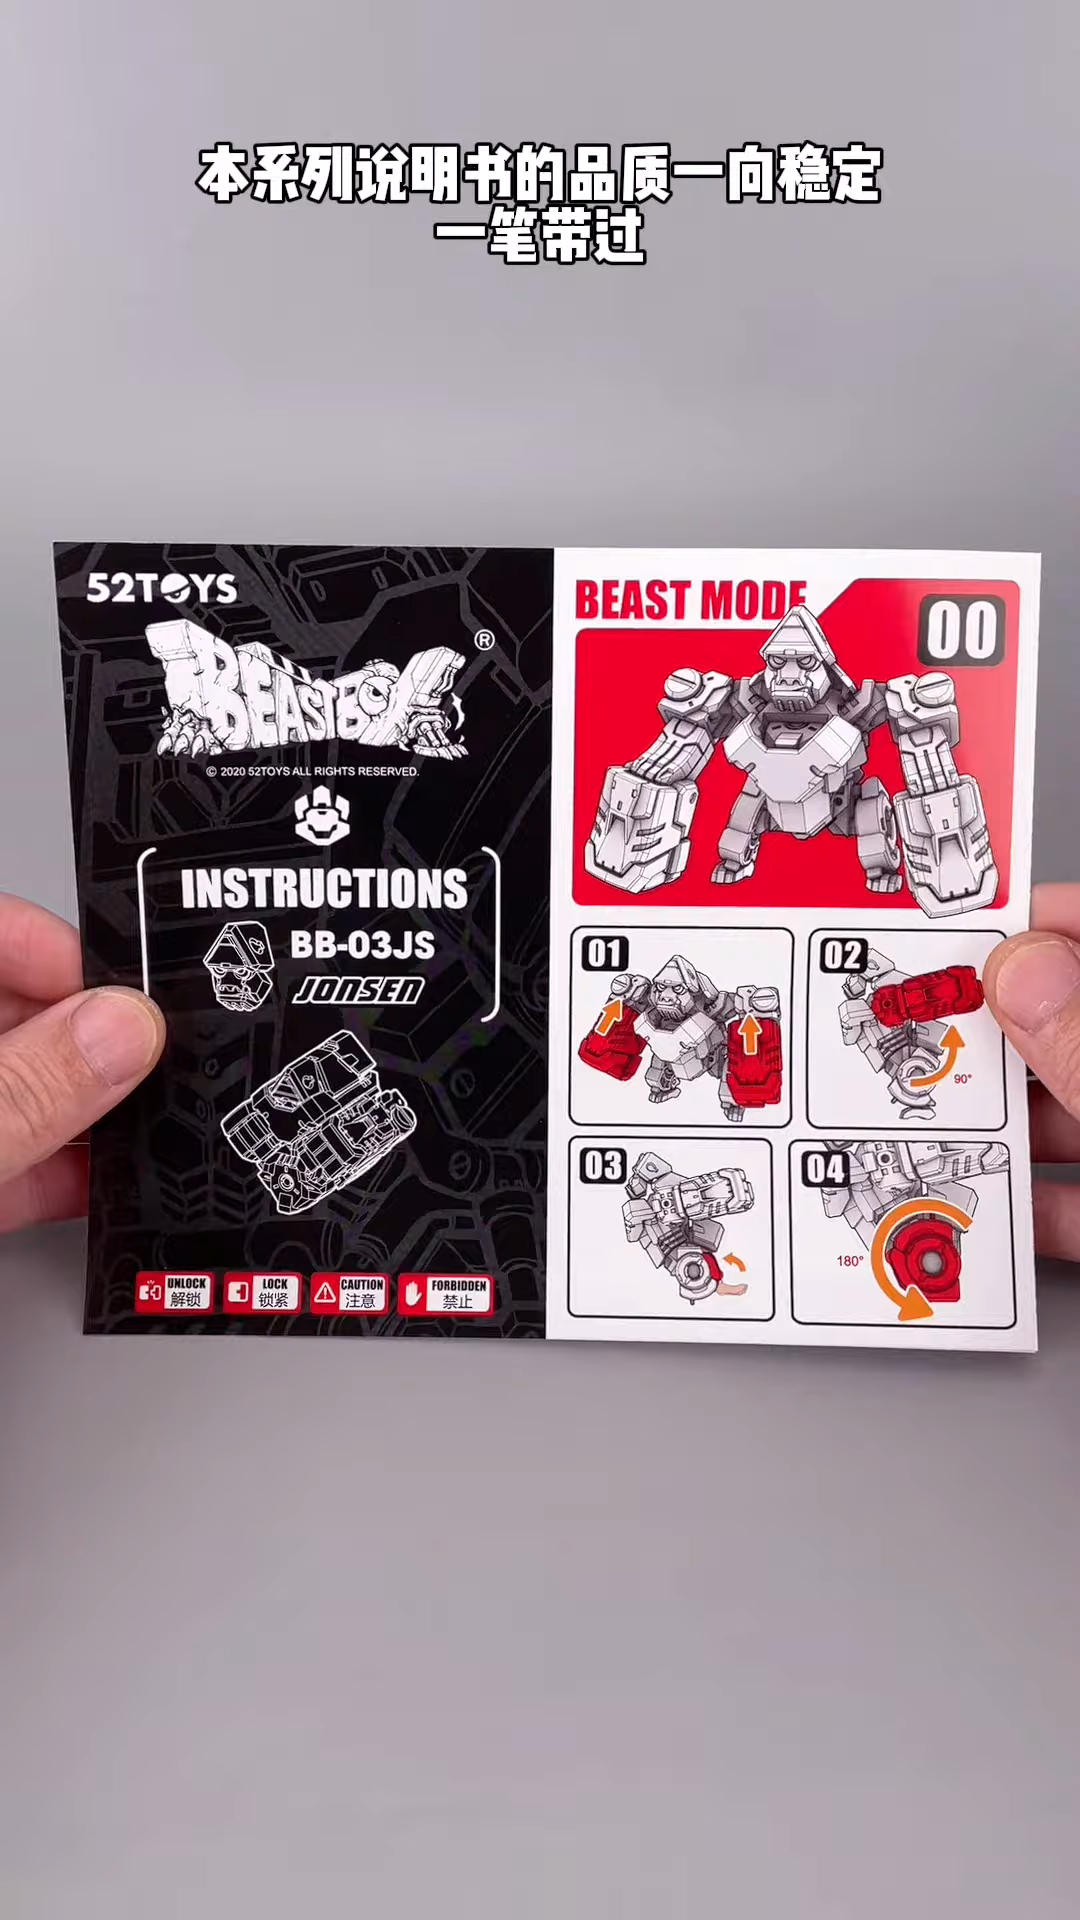 本系列说明书的品质一向稳定
一笔带过
52TOYS
BEASTBOX®
© 2020 52TOYS ALL RIGHTS RESERVED.
INSTRUCTIONS
BB-03JS
JONSEN
UNLOCK
解锁
LOCK
锁紧
CAUTION
注意
FORBIDDEN
禁止
BEAST MODE
00
01
02
90°
03
04
180°